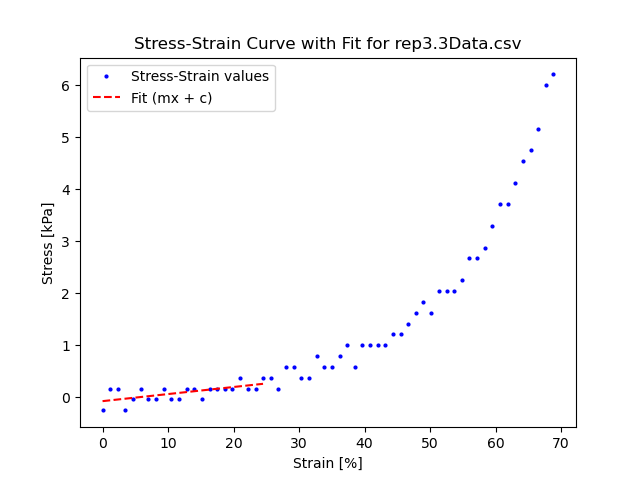 Stress-Strain Curve with Fit for rep3.3Data.csv
Stress-Strain values
Fit (mx + c)
6
5
4
3
2
1
0
Stress [kPa]
0 10 20 30 40 50 60 70
Strain [%]